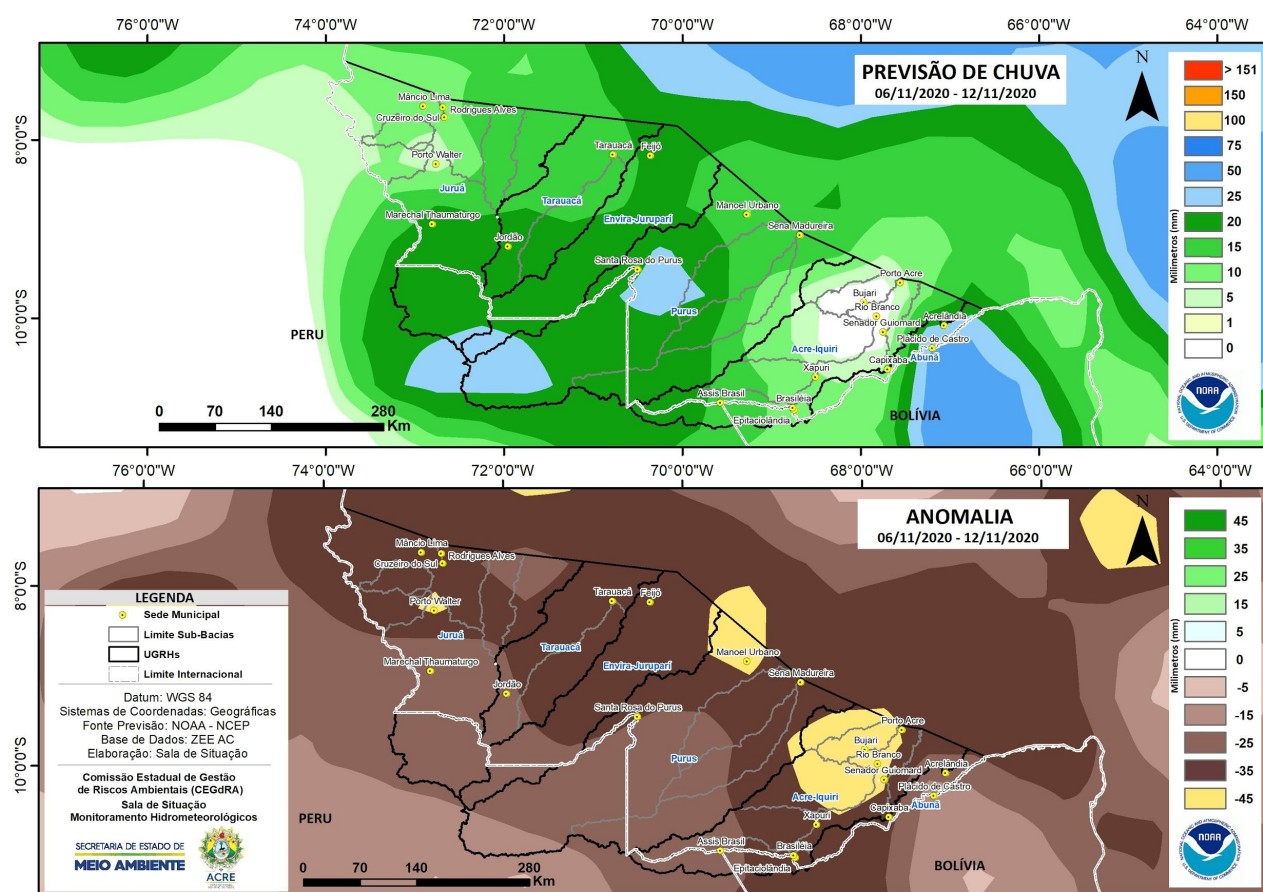 76°0'0"W
74°0'0"W
72°0'0"W
70°0'0"W
68°0'0"W
66°0'0"W
64°0'0"W
8°0'0"S
10°0'0"S
PREVISÃO DE CHUVA
06/11/2020 - 12/11/2020
N
Milimetros (mm)
> 151
150
100
75
50
25
20
15
10
5
1
0
NOAA
Mâncio Lima
Rodrigues Alves
Cruzeiro do Sul
Porto Walter
Juruá
Marechal Thaumaturgo
Tarauacá
Feijó
Tarauacá
Envira-Jurupari
Jordão
Santa Rosa do Purus
Manoel Urbano
Sena Madureira
Purus
Porto Acre
Bujari
Rio Branco
Senador Guiomard
Acrelândia
Plácido de Castro
Abunã
Acre-Iquiri
Capixaba
Xapuri
Assis Brasil
Brasiléia
Epitaciolândia
PERU
BOLÍVIA
0 70 140 280
Km
76°0'0"W
74°0'0"W
72°0'0"W
70°0'0"W
68°0'0"W
66°0'0"W
64°0'0"W
8°0'0"S
10°0'0"S
ANOMALIA
06/11/2020 - 12/11/2020
N
Milimetros (mm)
45
35
25
15
5
0
-5
-15
-25
-35
-45
NOAA
Mâncio Lima
Rodrigues Alves
Cruzeiro do Sul
Porto Walter
Juruá
Marechal Thaumaturgo
Tarauacá
Feijó
Tarauacá
Envira-Jurupari
Jordão
Santa Rosa do Purus
Manoel Urbano
Sena Madureira
Purus
Porto Acre
Bujari
Rio Branco
Senador Guiomard
Acrelândia
Plácido de Castro
Abunã
Acre-Iquiri
Capixaba
Xapuri
Assis Brasil
Brasiléia
Epitaciolândia
PERU
BOLÍVIA
0 70 140 280
Km
LEGENDA
Sede Municipal
Limite Sub-Bacias
UGRHs
Limite Internacional
Datum: WGS 84
Sistemas de Coordenadas: Geográficas
Fonte Previsão: NOAA - NCEP
Base de Dados: ZEE AC
Elaboração: Sala de Situação
Comissão Estadual de Gestão
de Riscos Ambientais (CEGdRA)
Sala de Situação
Monitoramento Hidrometeorológicos
SECRETARIA DE ESTADO DE
MEIO AMBIENTE
ACRE